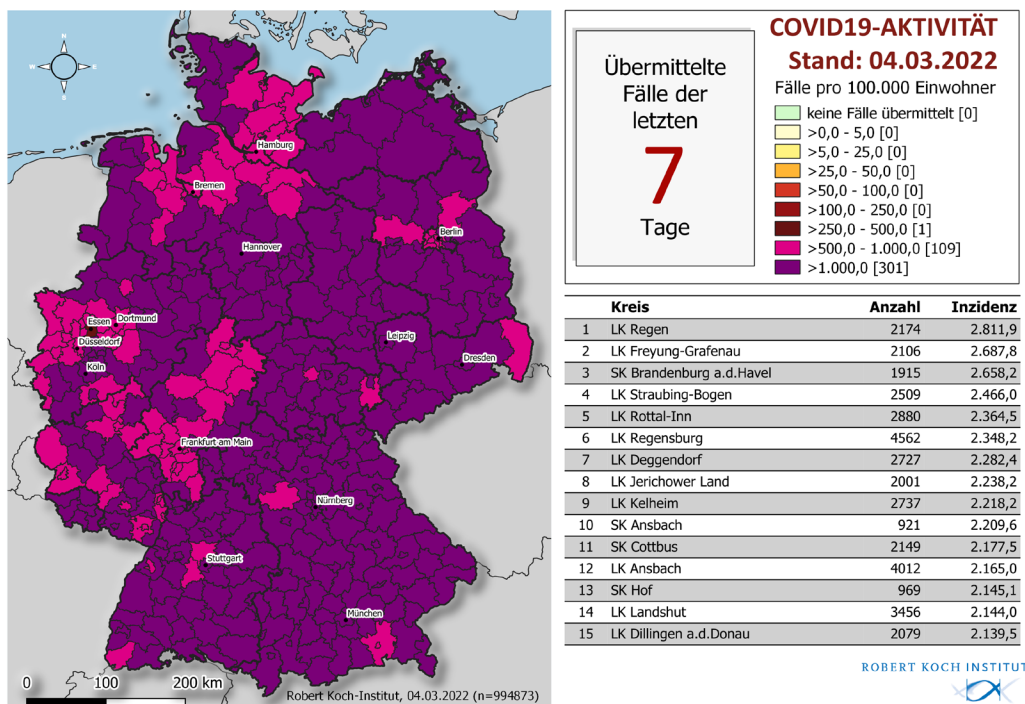 N
W E
S
Hamburg
Bremen
Berlin
Hannover
Essen
Dortmund
Düsseldorf
Köln
Leipzig
Dresden
Frankfurt am Main
Nürnberg
Stuttgart
München
0 100 200 km
Robert Koch-Institut, 04.03.2022 (n=994873)
Übermittelte
Fälle der
letzten
7
Tage
COVID19-AKTIVITÄT
Stand: 04.03.2022
Fälle pro 100.000 Einwohner
keine Fälle übermittelt [0]
>0,0 - 5,0 [0]
>5,0 - 25,0 [0]
>25,0 - 50,0 [0]
>50,0 - 100,0 [0]
>100,0 - 250,0 [0]
>250,0 - 500,0 [1]
>500,0 - 1.000,0 [109]
>1.000,0 [301]
Kreis Anzahl Inzidenz
1 LK Regen 2174 2.811,9
2 LK Freyung-Grafenau 2106 2.687,8
3 SK Brandenburg a.d.Havel 1915 2.658,2
4 LK Straubing-Bogen 2509 2.466,0
5 LK Rottal-Inn 2880 2.364,5
6 LK Regensburg 4562 2.348,2
7 LK Deggendorf 2727 2.282,4
8 LK Jerichower Land 2001 2.238,2
9 LK Kelheim 2737 2.218,2
10 SK Ansbach 921 2.209,6
11 SK Cottbus 2149 2.177,5
12 LK Ansbach 4012 2.165,0
13 SK Hof 969 2.145,1
14 LK Landshut 3456 2.144,0
15 LK Dillingen a.d.Donau 2079 2.139,5
ROBERT KOCH INSTITUT